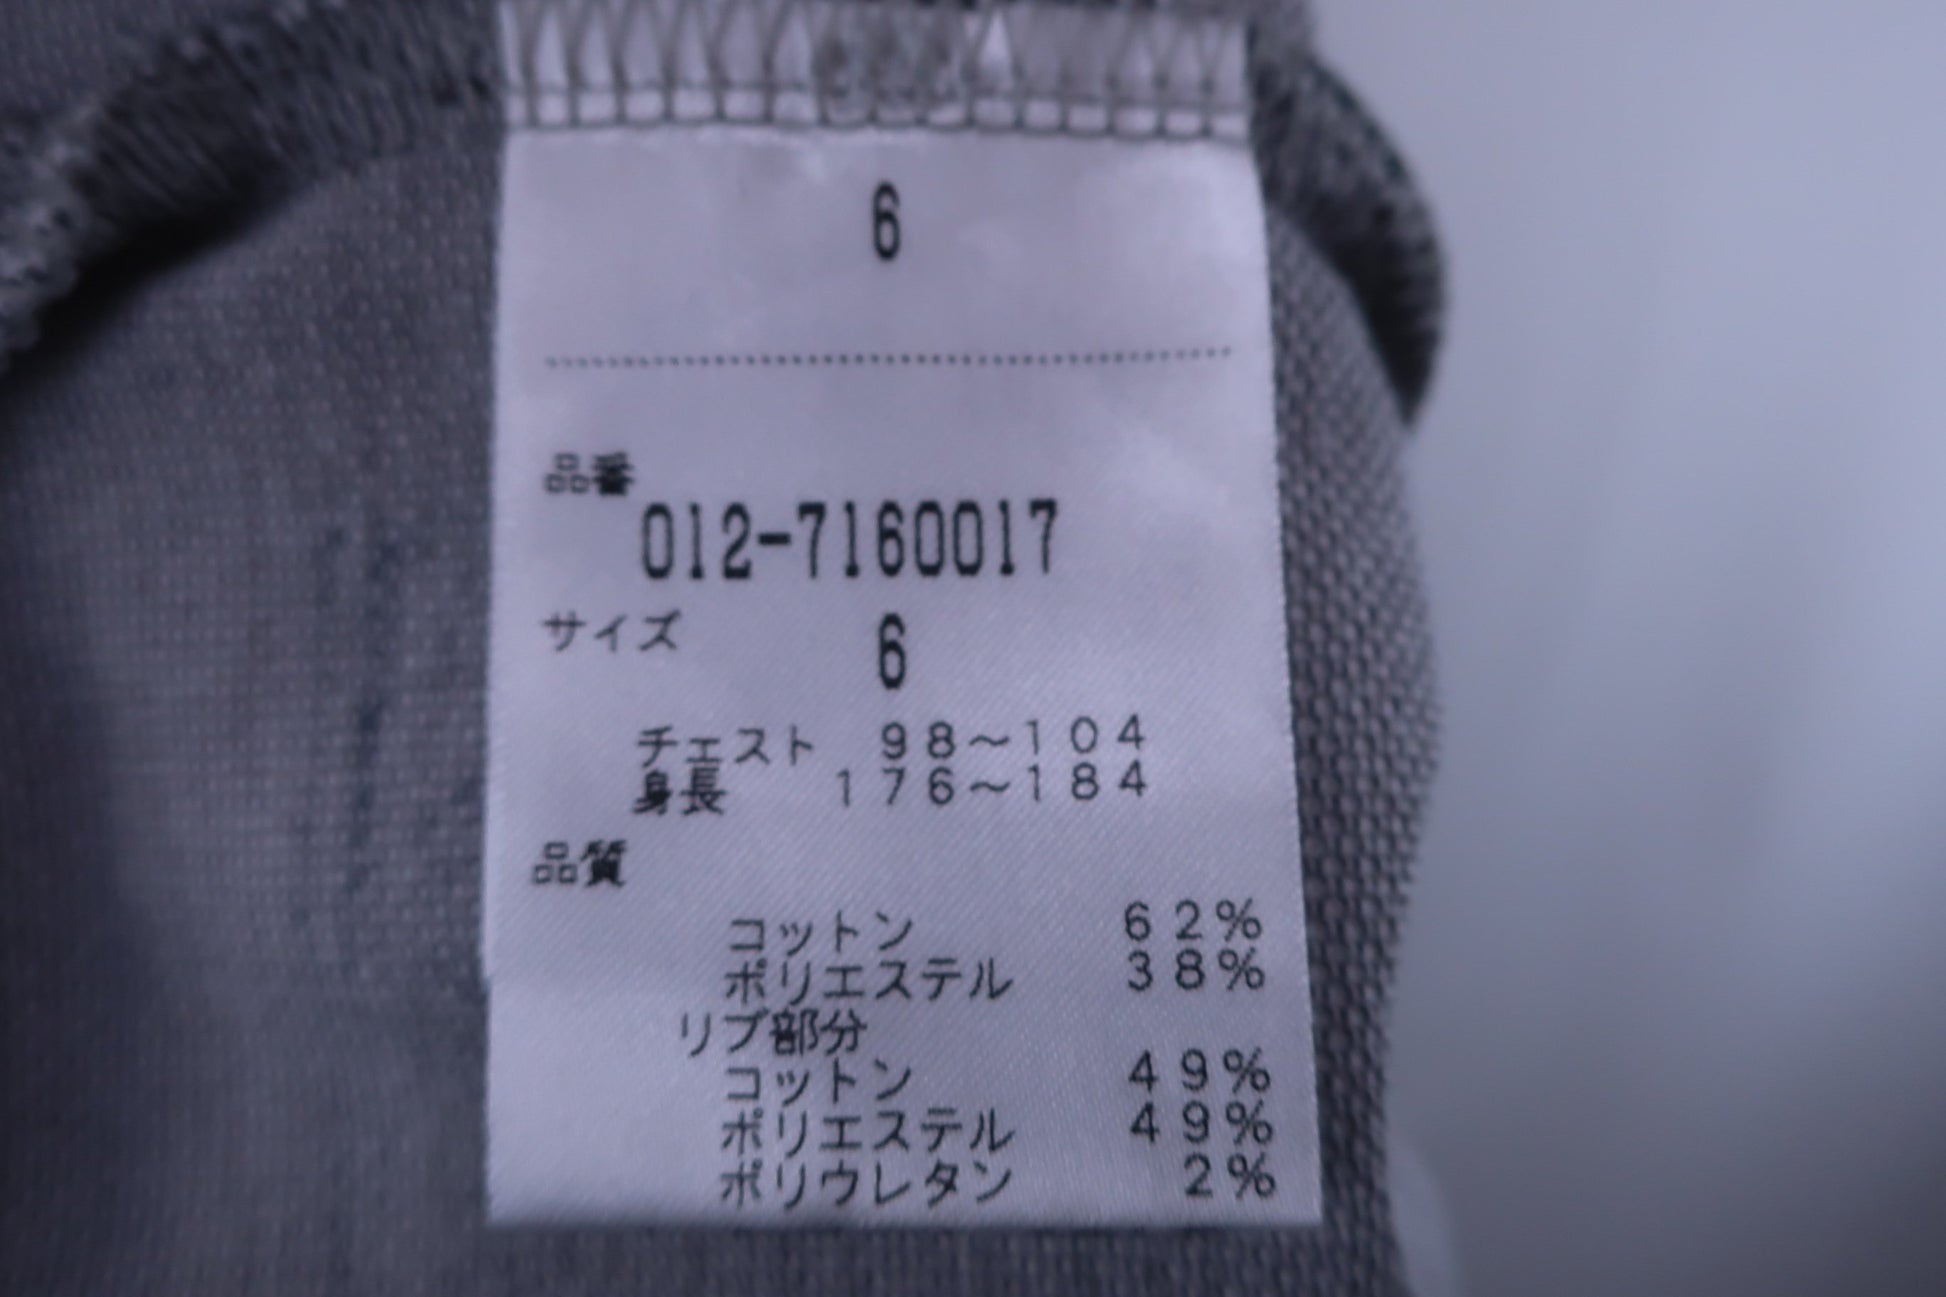 6
品番
012-7160017
サイズ 6
チェスト 98～104
身長 176～184
品質
コットン 62%
ポリエステル 38%
リブ部分
コットン 49%
ポリエステル 49%
ポリウレタン 2%